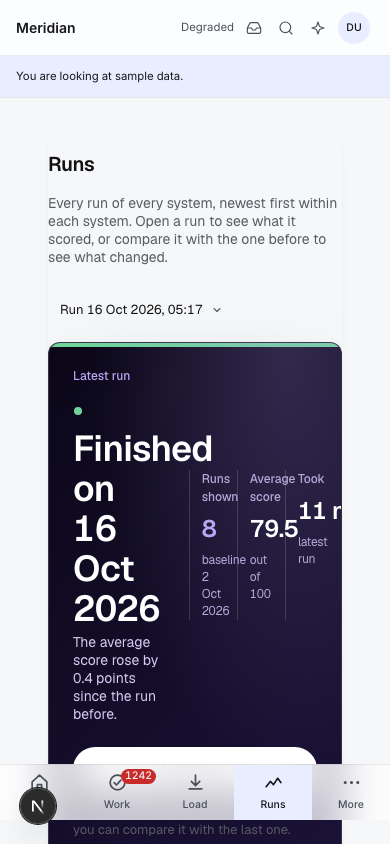 Meridian
Degraded
DU
You are looking at sample data.
Runs
Every run of every system, newest first within
each system. Open a run to see what it
scored, or compare it with the one before to
see what changed.
Run 16 Oct 2026, 05:17
Latest run
Finished
on
16
Oct
2026
The average
score rose by
0.4 points
since the run
before.
Runs
shown
8
baseline
2
Oct
2026
Average
score
79.5
out
of
100
Took
11
latest
run
N
1242
Work
Load
Runs
More
you can compare it with the last one.